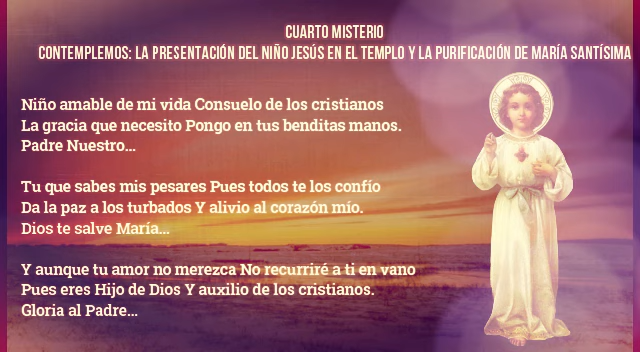 CUARTO MISTERIO
CONTEMPLEMOS: LA PRESENTACIÓN DEL NIÑO JESÚS EN EL TEMPLO Y LA PURIFICACIÓN DE MARÍA SANTÍSIMA
Niño amable de mi vida Consuelo de los cristianos
La gracia que necesito Pongo en tus benditas manos.
Padre Nuestro...
Tu que sabes mis pesares Pues todos te los confío
Da la paz a los turbados Y alivio al corazón mío.
Dios te salve María...
Y aunque tu amor no merezca No recurriré a ti en vano
Pues eres Hijo de Dios Y auxilio de los cristianos.
Gloria al Padre...